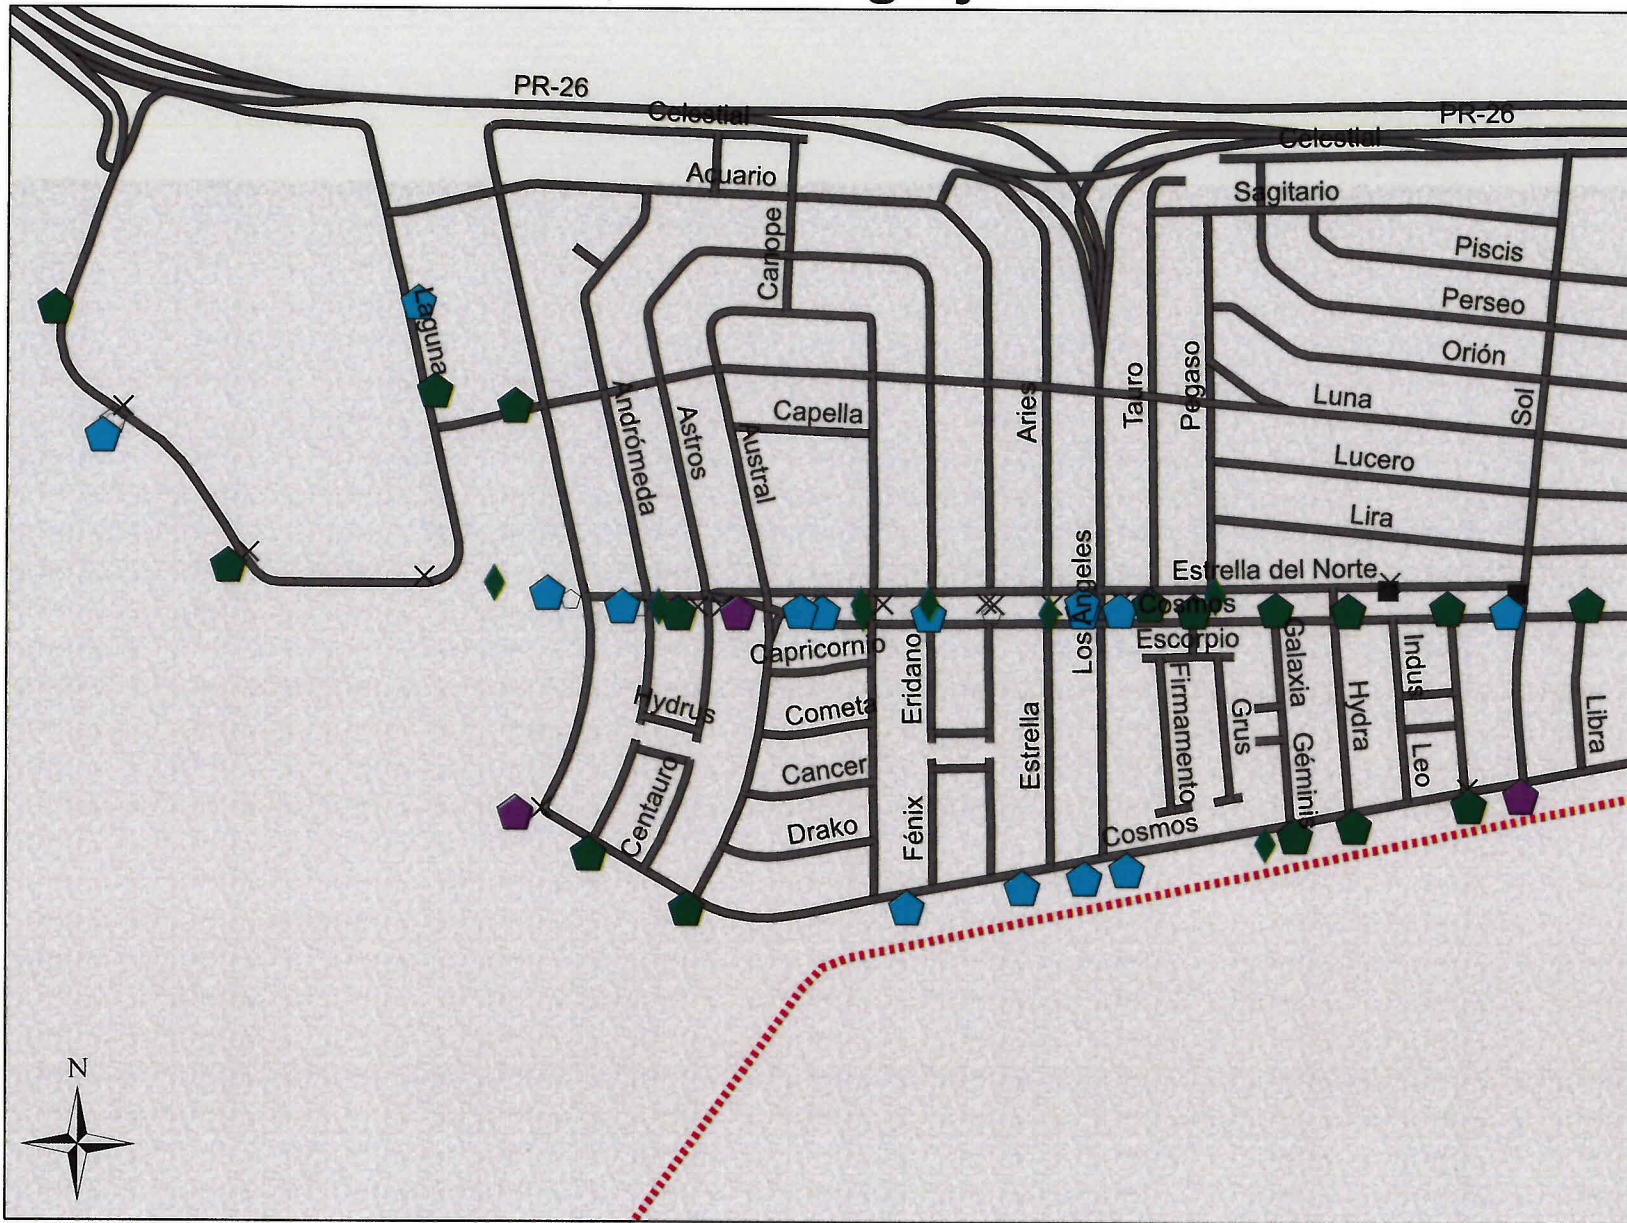 PR-26
Celestial
PR-26
Celestial
Acuario
Sagitario
Canope
Piscis
Perseo
Laguna
Orión
Andrómeda
Astros
Capella
Austral
Aries
Tauro
Pegaso
Luna
Sol
Lucero
Lira
Los Angeles
Estrella del Norte
Cosmos
Escorpio
Capricornio
Hydrus
Cometa
Eridano
Estrella
Firmamento
Grus
Galaxia
Géminis
Hydra
Indus
Leo
Libra
Cancer
Centauro
Drako
Fénix
Cosmos
N